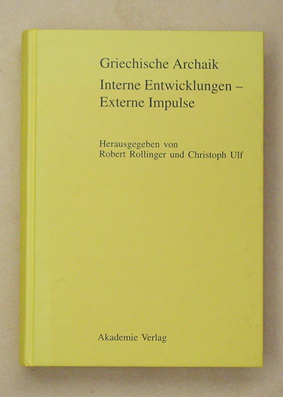 Griechische Archaik
Interne Entwicklungen –
Externe Impulse
Herausgegeben von
Robert Rollinger und Christoph Ulf
Akademie Verlag